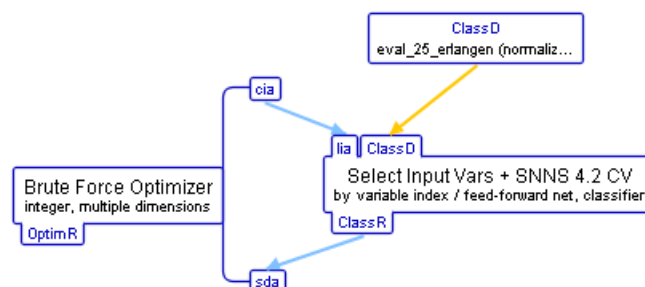 ClassD
eval_25_erlangen (normaliz...
cia
lia
ClassD
Brute Force Optimizer
integer, multiple dimensions
OptimR
Select Input Vars + SNNS 4.2 CV
by variable index / feed-forward net, classifier
ClassR
sda